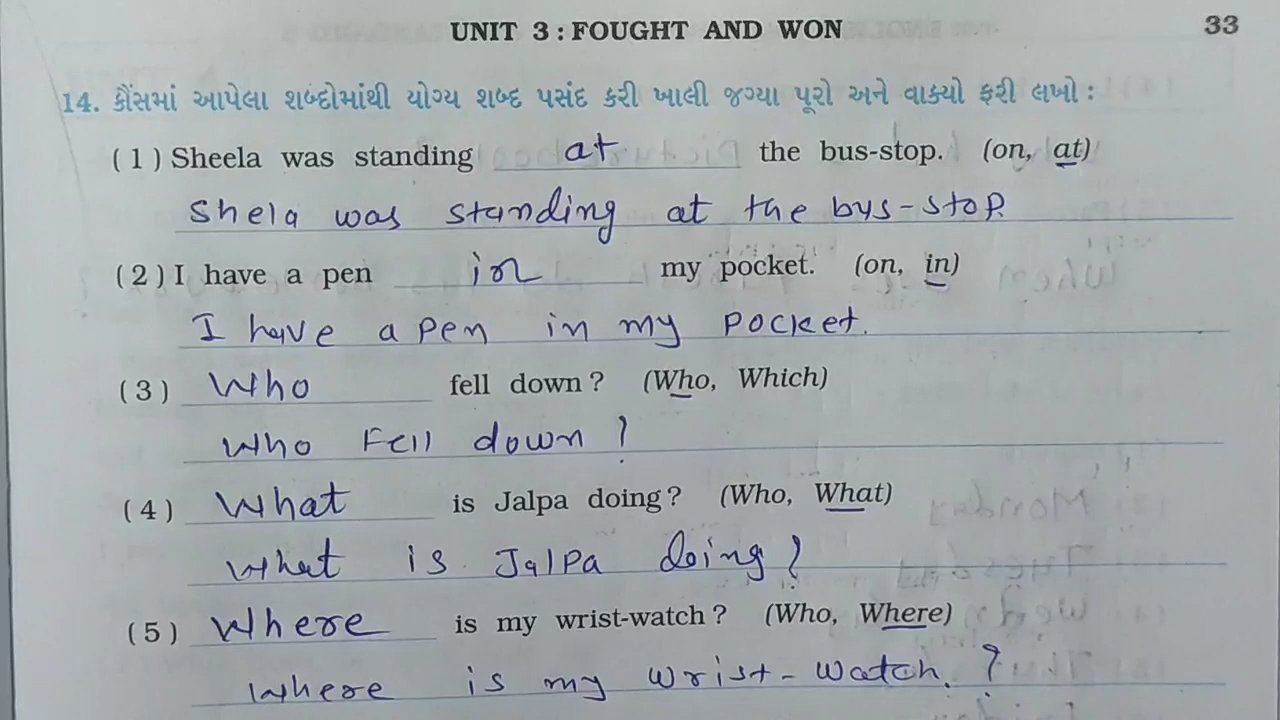 UNIT 3 : FOUGHT AND WON 33
14. કૌંસમાં આપેલા શબ્દોમાંથી યોગ્ય શબ્દ પસંદ કરી ખાલી જગ્યા પૂરો અને વાક્યો ફરી લખો :
(1) Sheela was standing at the bus-stop. (on, at)
Shela was standing at the bus-stop.
(2) I have a pen in my pocket. (on, in)
I have a pen in my pocket.
(3) Who fell down ? (Who, Which)
Who Fell down ?
(4) What is Jalpa doing ? (Who, What)
What is Jalpa doing ?
(5) Where is my wrist-watch ? (Who, Where)
Where is my wrist-watch. ?